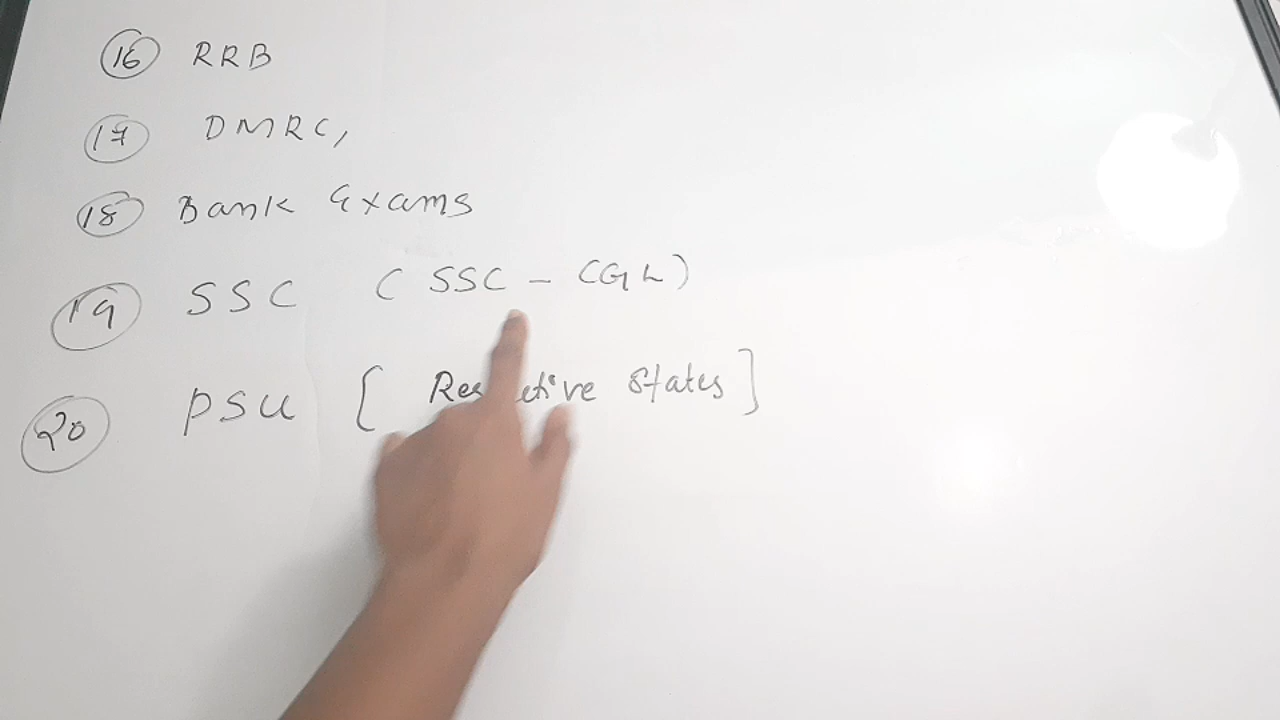 16 RRB
17 DMRC,
18 Bank Exams
19 SSC ( SSC - CGL )
20 PSU [ States ]